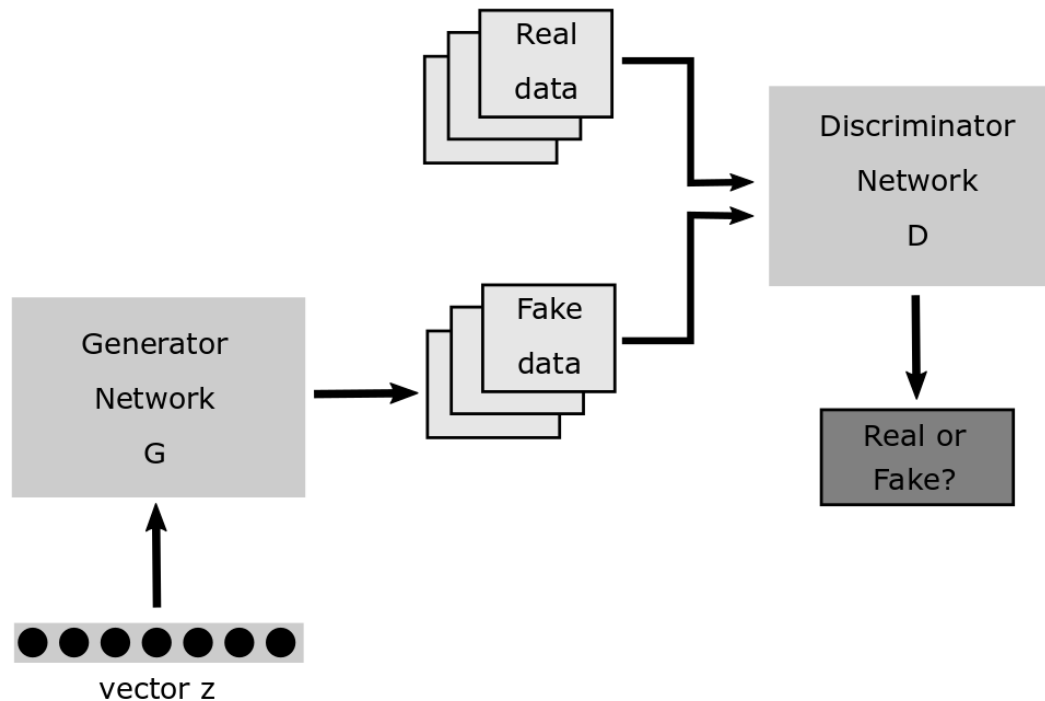 Real
data
Discriminator
Network
D
Fake
data
Generator
Network
G
Real or
Fake?
vector z